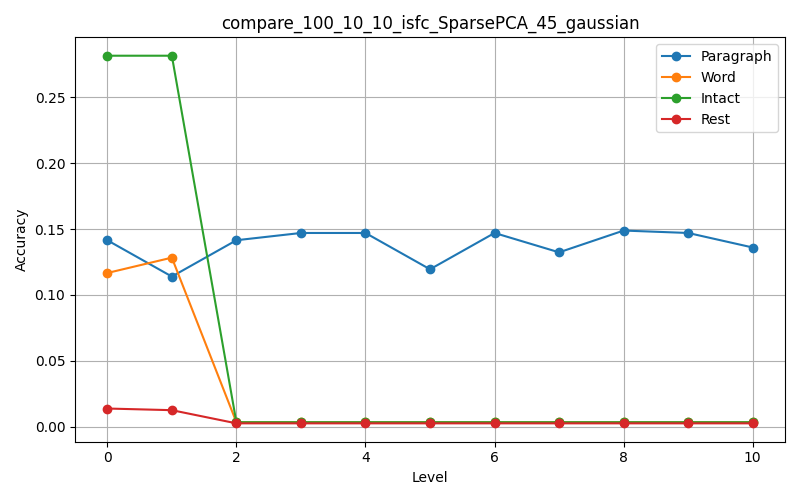 compare_100_10_10_isfc_SparsePCA_45_gaussian
Paragraph
Word
Intact
Rest
Accuracy
0.25
0.20
0.15
0.10
0.05
0.00
0 2 4 6 8 10
Level